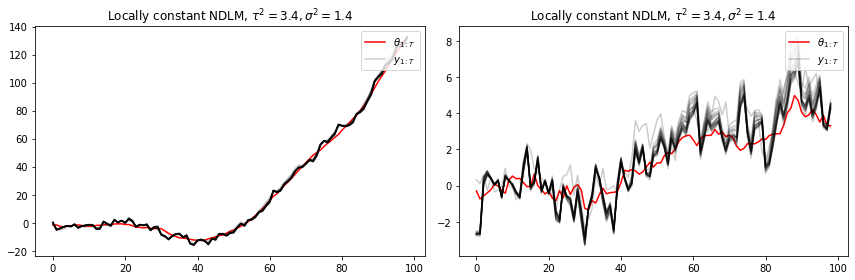 Locally constant NDLM, τ² = 3.4, σ² = 1.4
140
120
100
80
60
40
20
0
−20
0 20 40 60 80 100
θ₁:T
y₁:T
Locally constant NDLM, τ² = 3.4, σ² = 1.4
8
6
4
2
0
−2
0 20 40 60 80 100
θ₁:T
y₁:T